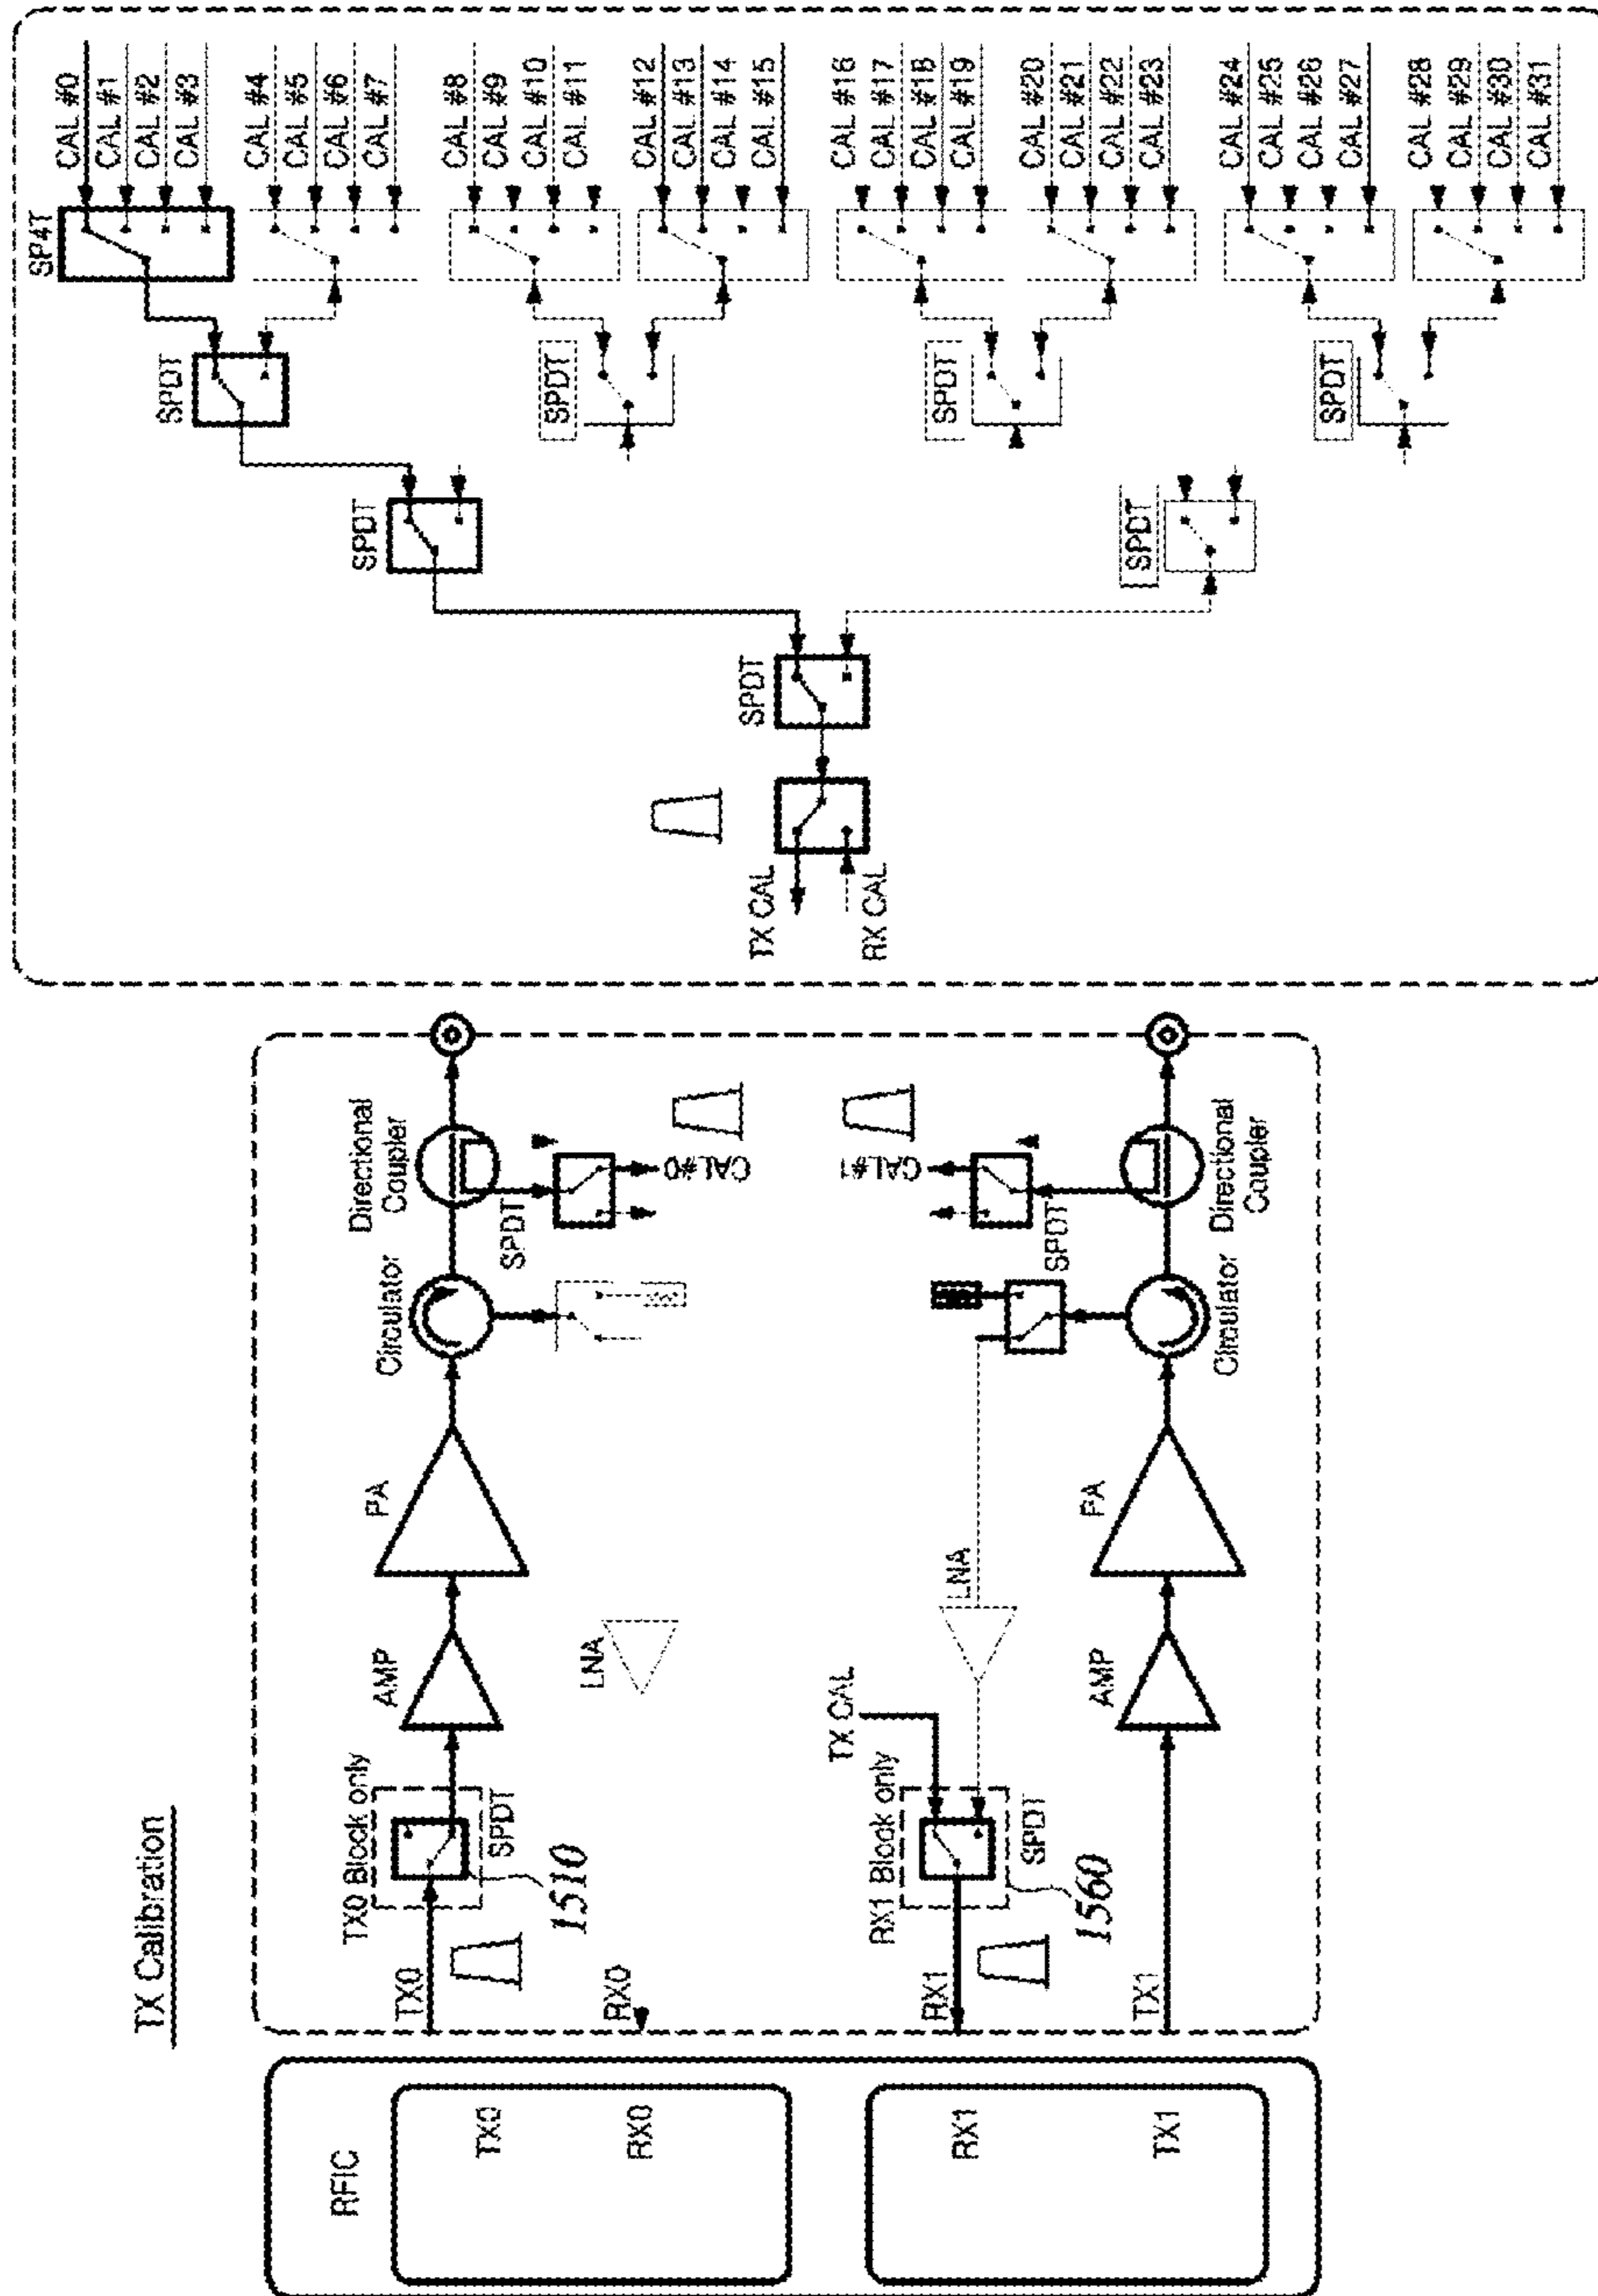 TX Calibration
RFIC
TX0
RX0
RX1
TX1
TX0
RX0
RX1
TX1
TX0 Block only
SPDT
1510
AMP
PA
Circulator
Directional
Coupler
SPDT
CAL#0
LNA
RX1 Block only
SPDT
1560
TX CAL
LNA
SPDT
CAL#1
AMP
PA
Circulator
Directional
Coupler
TX CAL
RX CAL
SPDT
SPDT
SPDT
SPDT
SPDT
SPDT
SPDT
SP4T
CAL #0
CAL #1
CAL #2
CAL #3
CAL #4
CAL #5
CAL #6
CAL #7
CAL #8
CAL #9
CAL #10
CAL #11
CAL #12
CAL #13
CAL #14
CAL #15
CAL #16
CAL #17
CAL #18
CAL #19
CAL #20
CAL #21
CAL #22
CAL #23
CAL #24
CAL #25
CAL #26
CAL #27
CAL #28
CAL #29
CAL #30
CAL #31